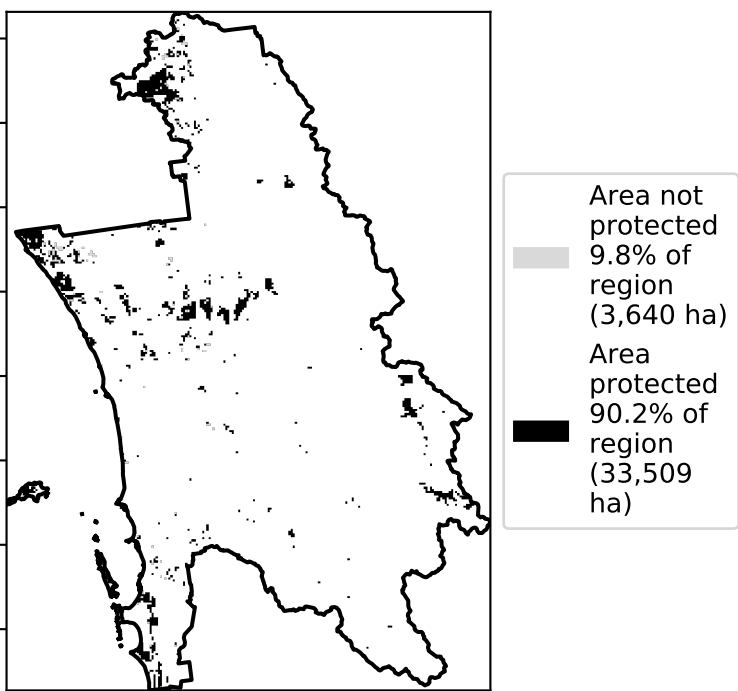 Area not
protected
9.8% of
region
(3,640 ha)
Area
protected
90.2% of
region
(33,509
ha)